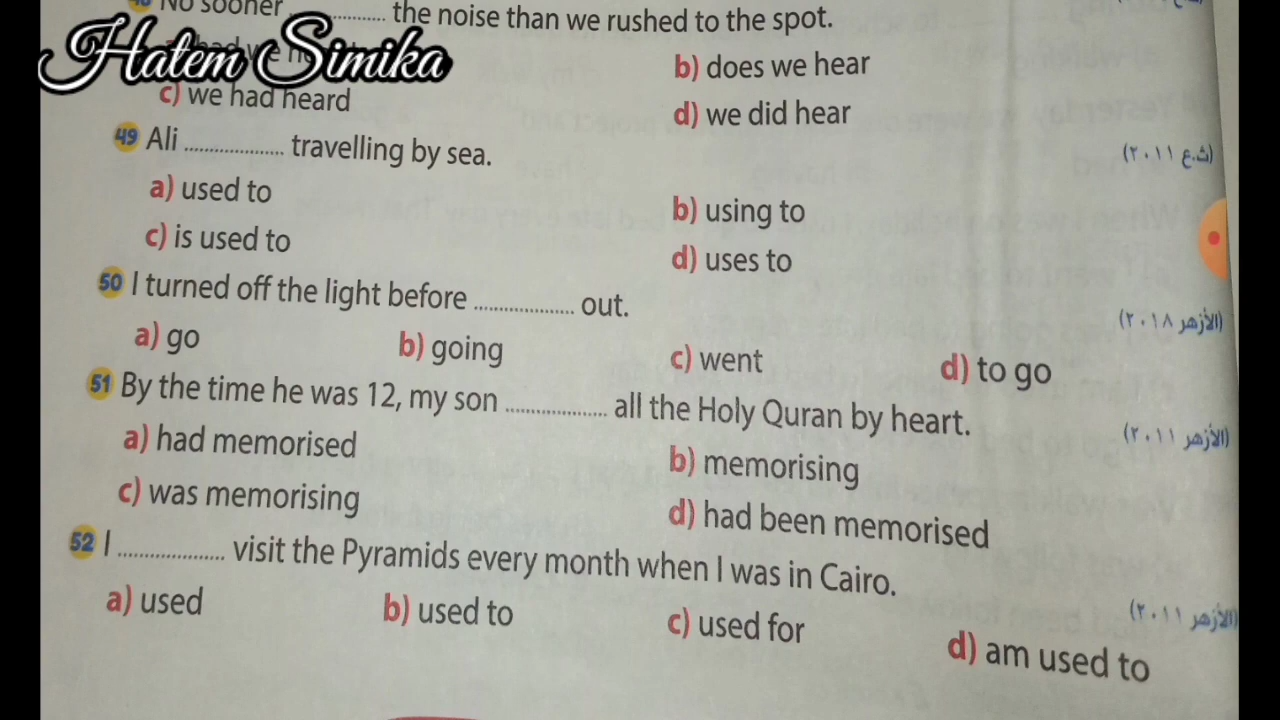 No sooner .............. the noise than we rushed to the spot.
Hatem Simika
b) does we hear
c) we had heard
d) we did hear
49 Ali .................... travelling by sea.
(ث.ع ٢٠١١)
a) used to
b) using to
c) is used to
d) uses to
50 I turned off the light before .................... out.
(الأزهر ٢٠١٨)
a) go b) going c) went d) to go
51 By the time he was 12, my son .................... all the Holy Quran by heart.
(الأزهر ٢٠١١)
a) had memorised
b) memorising
c) was memorising
d) had been memorised
52 I ..................... visit the Pyramids every month when I was in Cairo.
(الأزهر ٢٠١١)
a) used b) used to c) used for d) am used to